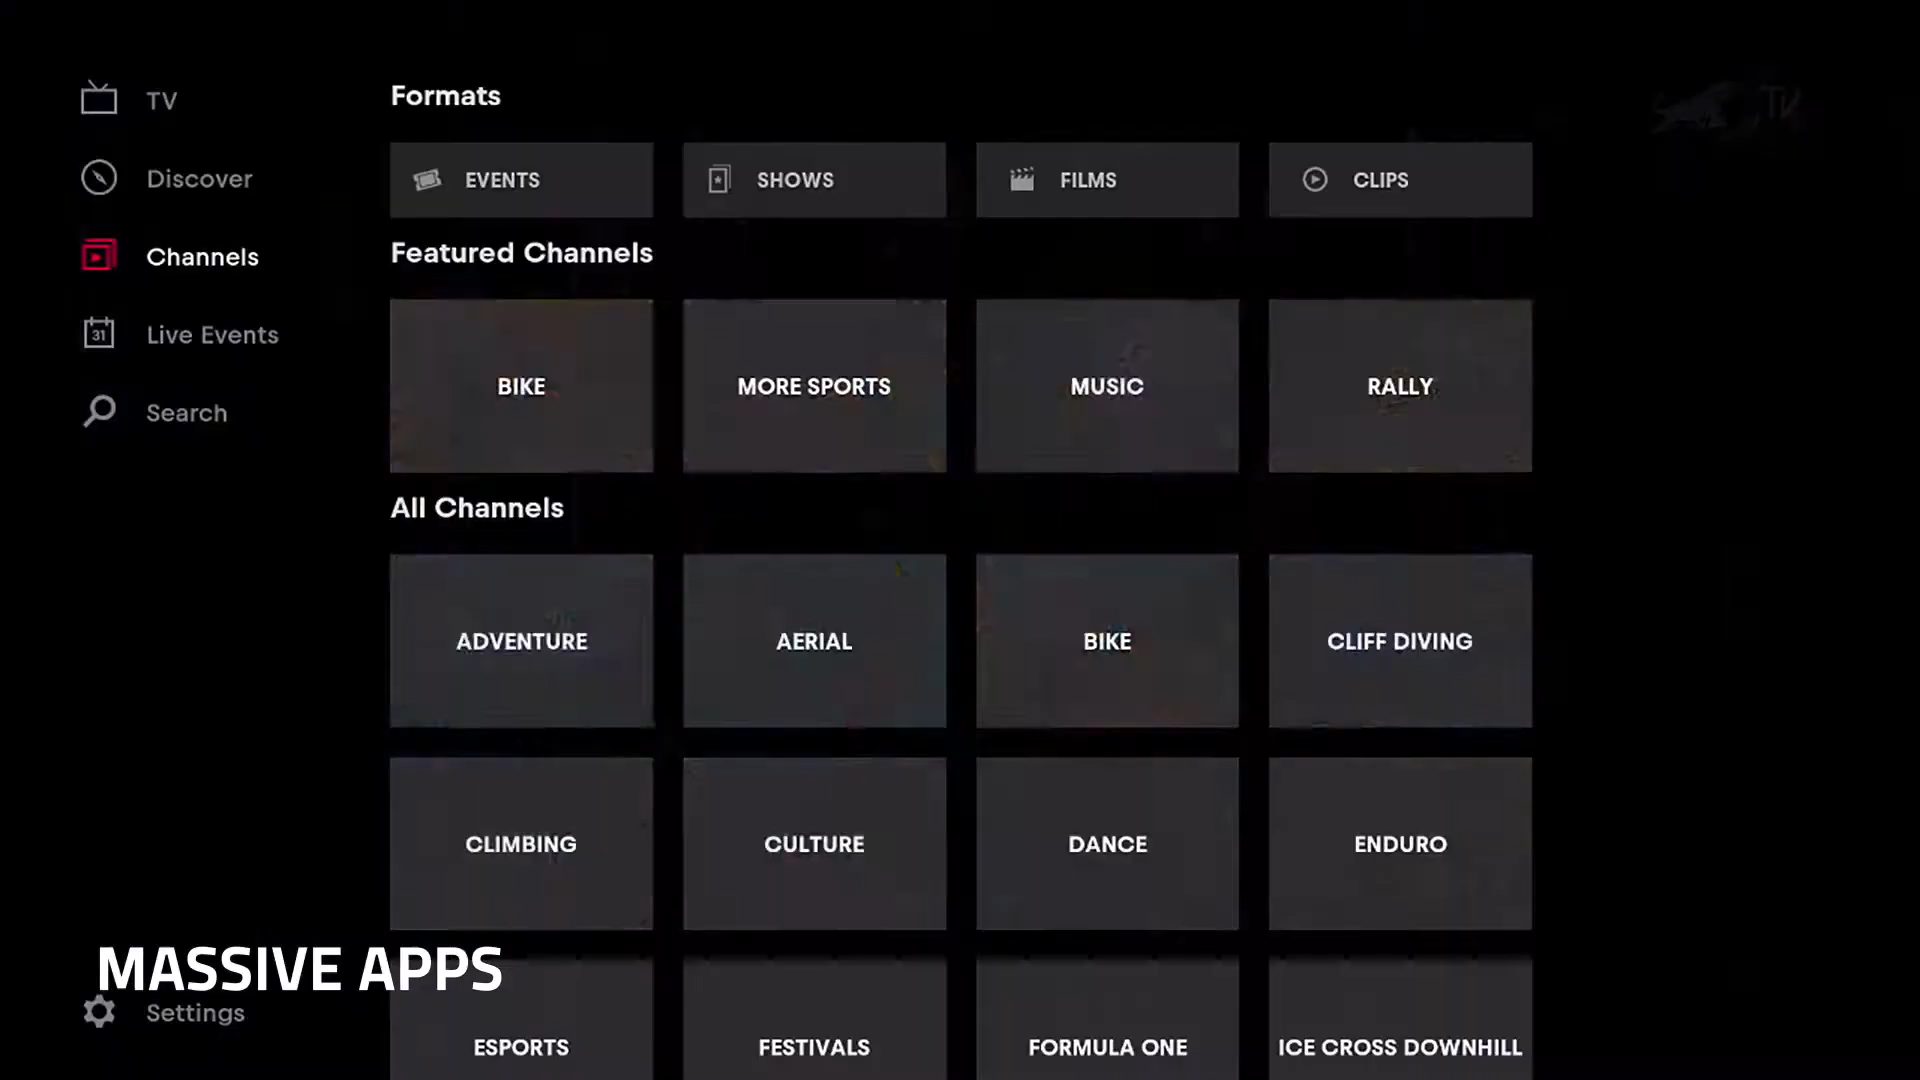 TV
Discover
Channels
31
Live Events
Search
MASSIVE APPS
Settings
Formats
EVENTS
SHOWS
FILMS
CLIPS
Featured Channels
BIKE
MORE SPORTS
MUSIC
RALLY
All Channels
ADVENTURE
AERIAL
BIKE
CLIFF DIVING
CLIMBING
CULTURE
DANCE
ENDURO
ESPORTS
FESTIVALS
FORMULA ONE
ICE CROSS DOWNHILL
TV